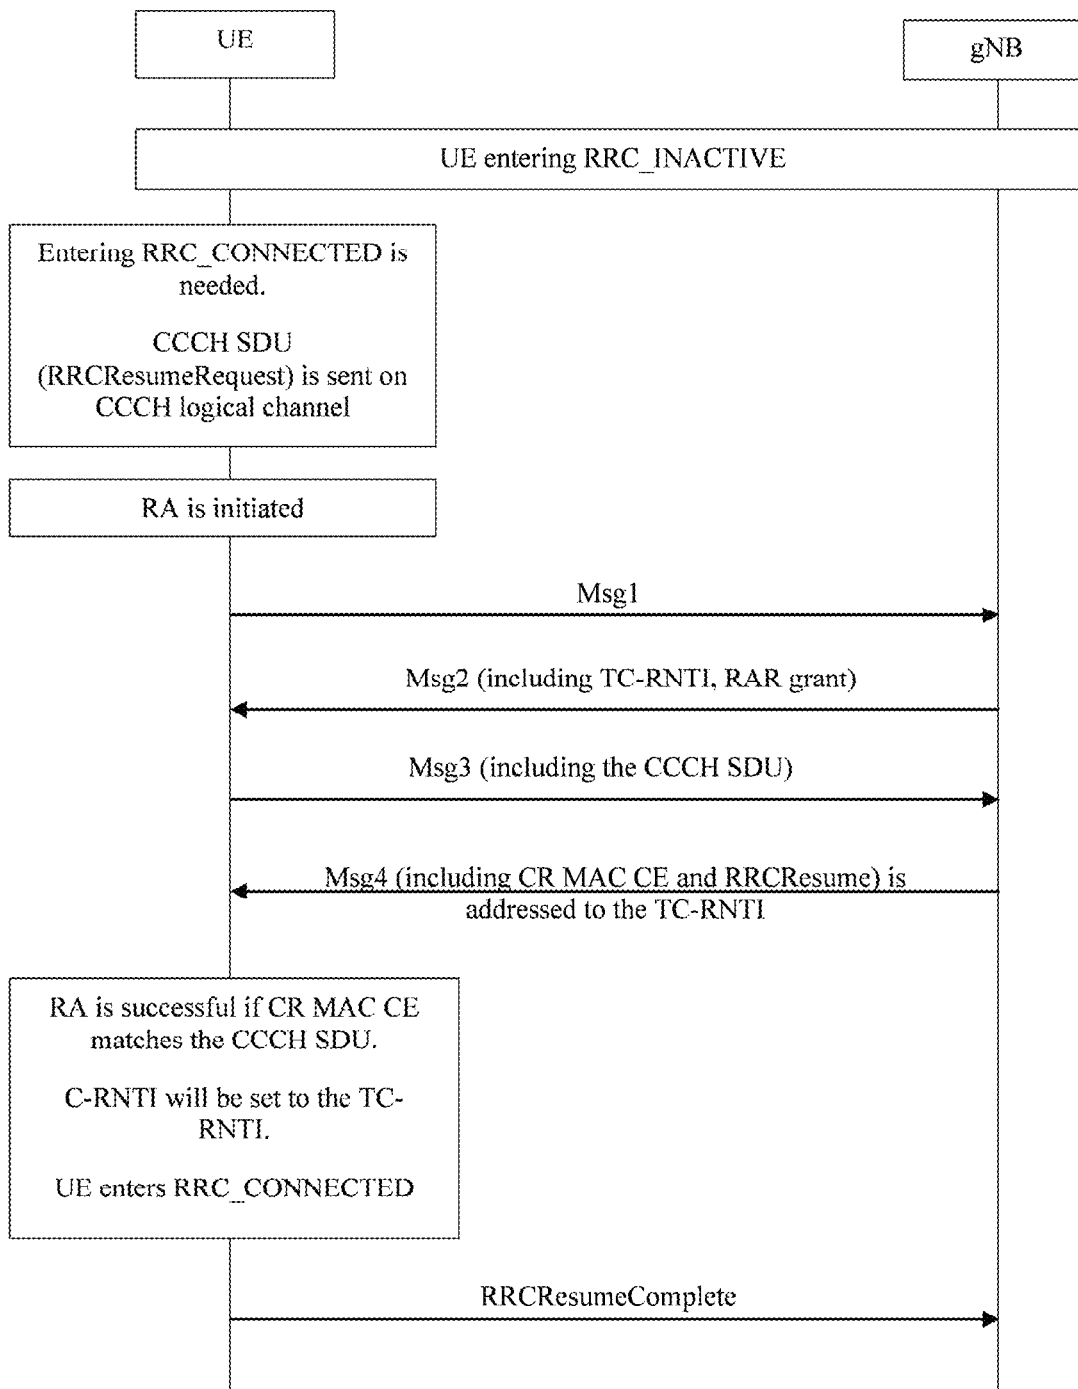 UE
gNB
UE entering RRC_INACTIVE
Entering RRC_CONNECTED is
needed.
CCCH SDU
(RRCResumeRequest) is sent on
CCCH logical channel
RA is initiated
Msg1
Msg2 (including TC-RNTI, RAR grant)
Msg3 (including the CCCH SDU)
Msg4 (including CR MAC CE and RRCResume) is
addressed to the TC-RNTI
RA is successful if CR MAC CE
matches the CCCH SDU.
C-RNTI will be set to the TC-
RNTI.
UE enters RRC_CONNECTED
RRCResumeComplete